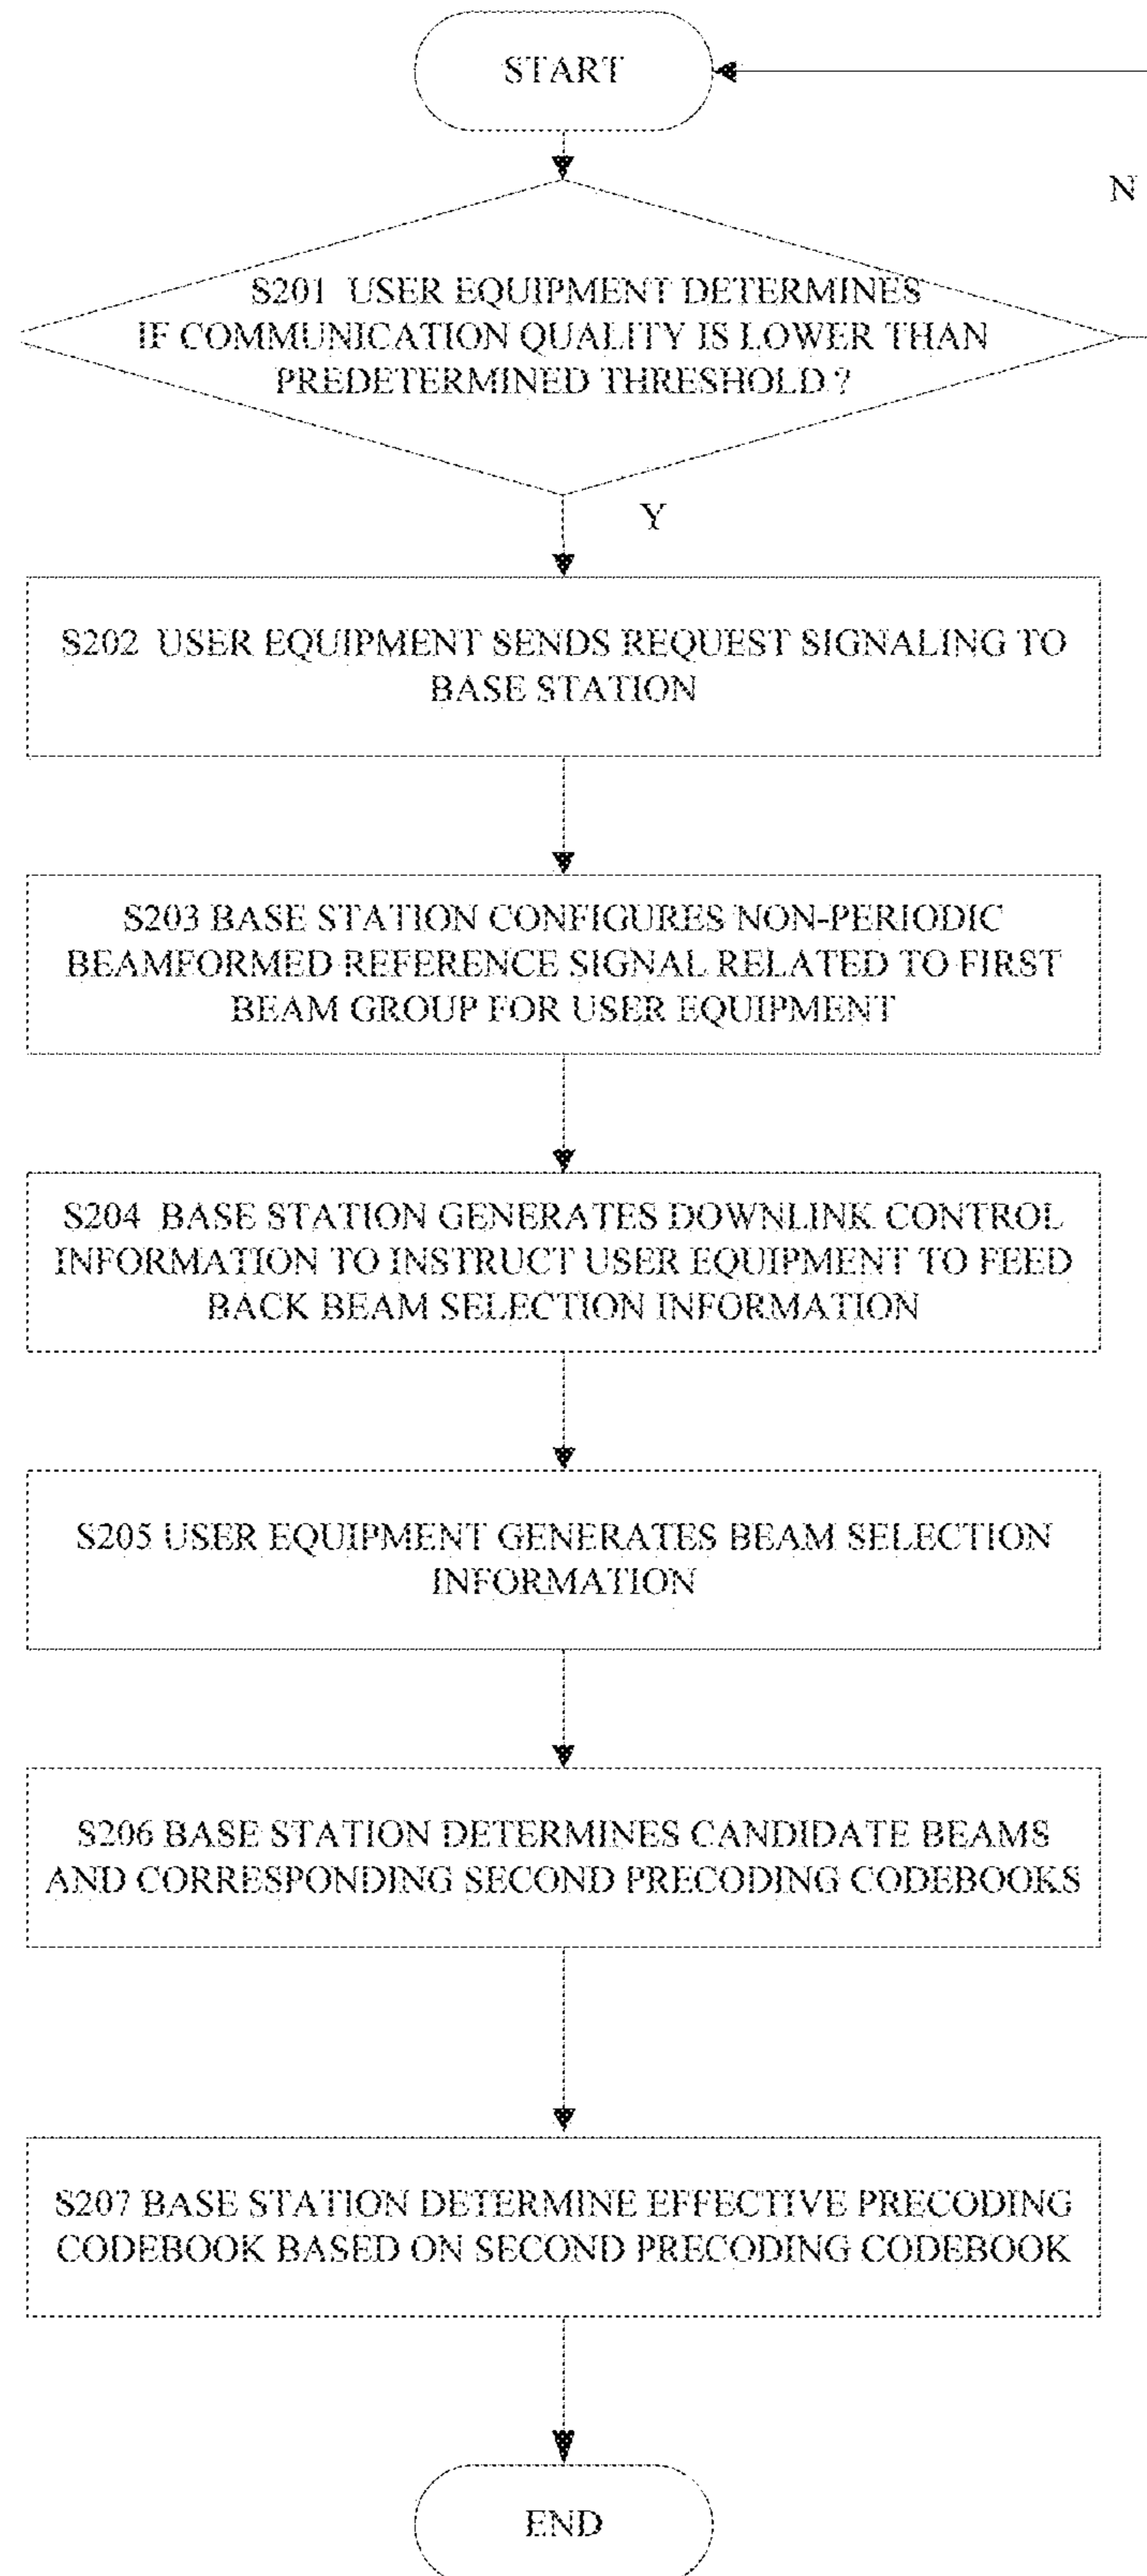 START
N
S201 USER EQUIPMENT DETERMINES
IF COMMUNICATION QUALITY IS LOWER THAN
PREDETERMINED THRESHOLD ?
Y
S202 USER EQUIPMENT SENDS REQUEST SIGNALING TO
BASE STATION
S203 BASE STATION CONFIGURES NON-PERIODIC
BEAMFORMED REFERENCE SIGNAL RELATED TO FIRST
BEAM GROUP FOR USER EQUIPMENT
S204 BASE STATION GENERATES DOWNLINK CONTROL
INFORMATION TO INSTRUCT USER EQUIPMENT TO FEED
BACK BEAM SELECTION INFORMATION
S205 USER EQUIPMENT GENERATES BEAM SELECTION
INFORMATION
S206 BASE STATION DETERMINES CANDIDATE BEAMS
AND CORRESPONDING SECOND PRECODING CODEBOOKS
S207 BASE STATION DETERMINE EFFECTIVE PRECODING
CODEBOOK BASED ON SECOND PRECODING CODEBOOK
END